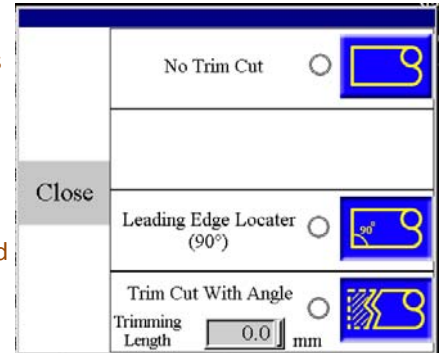 No Trim Cut
Close
Leading Edge Locater
(90°)
90°
Trim Cut With Angle
Trimming
Length
0.0
mm